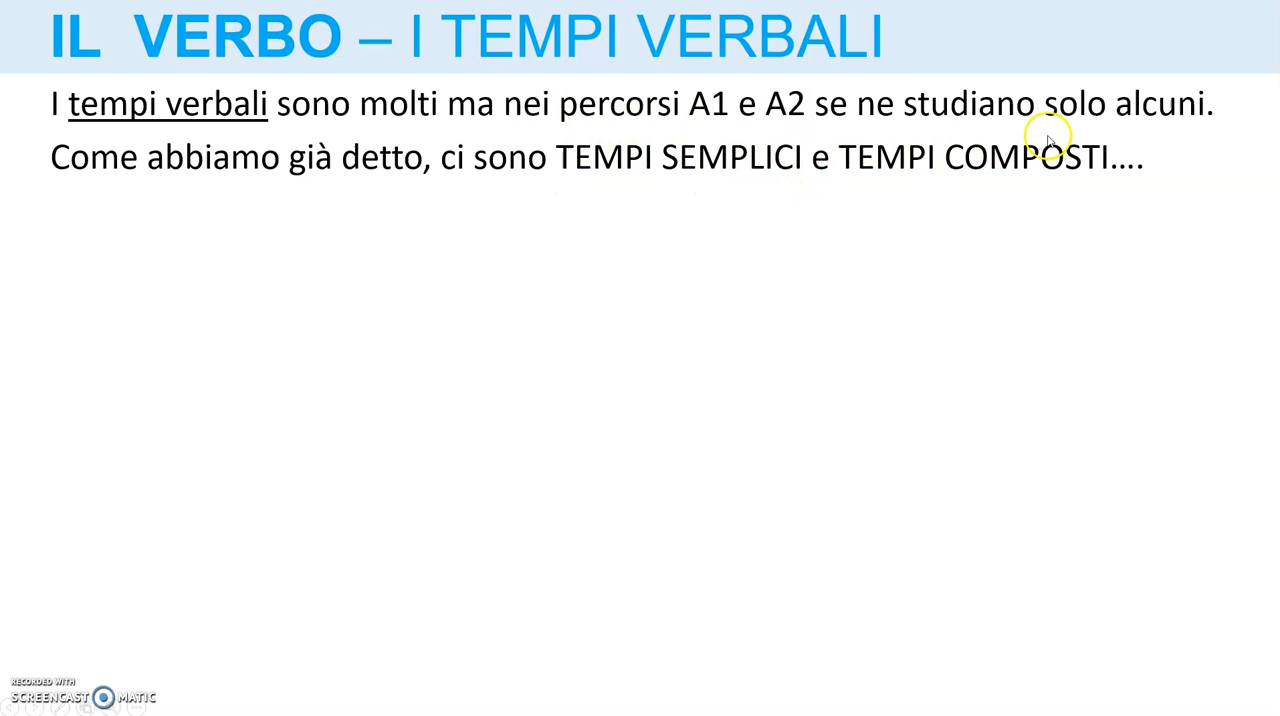 IL VERBO – I TEMPI VERBALI
I tempi verbali sono molti ma nei percorsi A1 e A2 se ne studiano solo alcuni.
Come abbiamo già detto, ci sono TEMPI SEMPLICI e TEMPI COMPOSTI....
RECORDED WITH
SCREENCAST MATIC